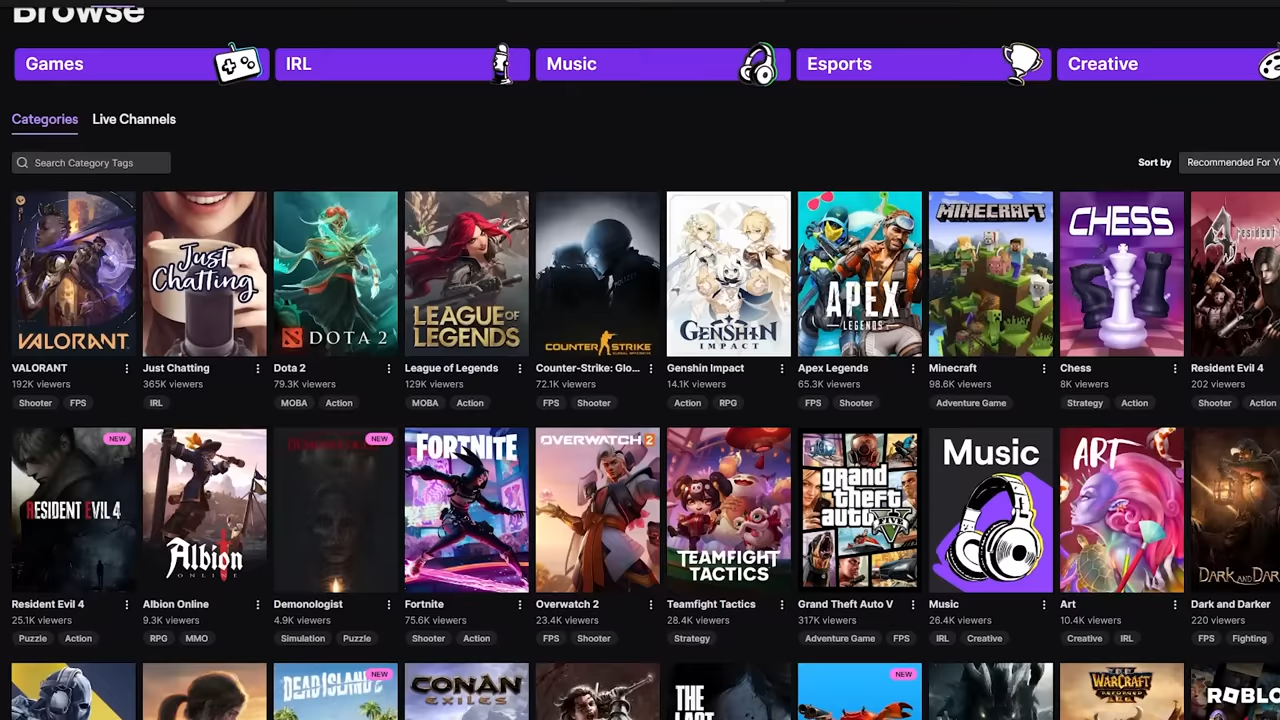 Browse
Games
IRL
Music
Esports
Creative
Categories
Live Channels
Search Category Tags
Sort by
Recommended For
VALORANT
Just
Chatting
DOTA 2
LEAGUE OF
LEGENDS
COUNTER STRIKE
GLOBAL OFFENSIVE
GENSHIN
IMPACT
APEX
LEGENDS
MINECRAFT
CHESS
4 resident
VALORANT
192K viewers
Shooter
FPS
Just Chatting
365K viewers
IRL
Dota 2
79.3K viewers
MOBA
Action
League of Legends
129K viewers
MOBA
Action
Counter-Strike: Glo...
72.1K viewers
FPS
Shooter
Genshin Impact
14.1K viewers
Action
RPG
Apex Legends
65.3K viewers
FPS
Shooter
Minecraft
98.6K viewers
Adventure Game
Chess
8K viewers
Strategy
Action
Resident Evil 4
202 viewers
Shooter
Action
NEW
RESIDENT EVIL 4
Albion
ONLINE
NEW
FORTNITE
OVERWATCH 2
TEAMFIGHT
TACTICS
grand
theft
auto
V
FIVE
Music
ART
DARK AND DAR
Resident Evil 4
25.1K viewers
Puzzle
Action
Albion Online
9.3K viewers
RPG
MMO
Demonologist
4.9K viewers
Simulation
Puzzle
Fortnite
75.6K viewers
Shooter
Action
Overwatch 2
23.4K viewers
FPS
Shooter
Teamfight Tactics
28.4K viewers
Strategy
Grand Theft Auto V
317K viewers
Adventure Game
FPS
Music
26.4K viewers
IRL
Creative
Art
10.4K viewers
Creative
IRL
Dark and Darker
220 viewers
FPS
Fighting
DEAD ISLAND 2
NEW
CONAN
EXILES
THE
LAST
NEW
WARCRAFT
III
REFORGED
ROBLO